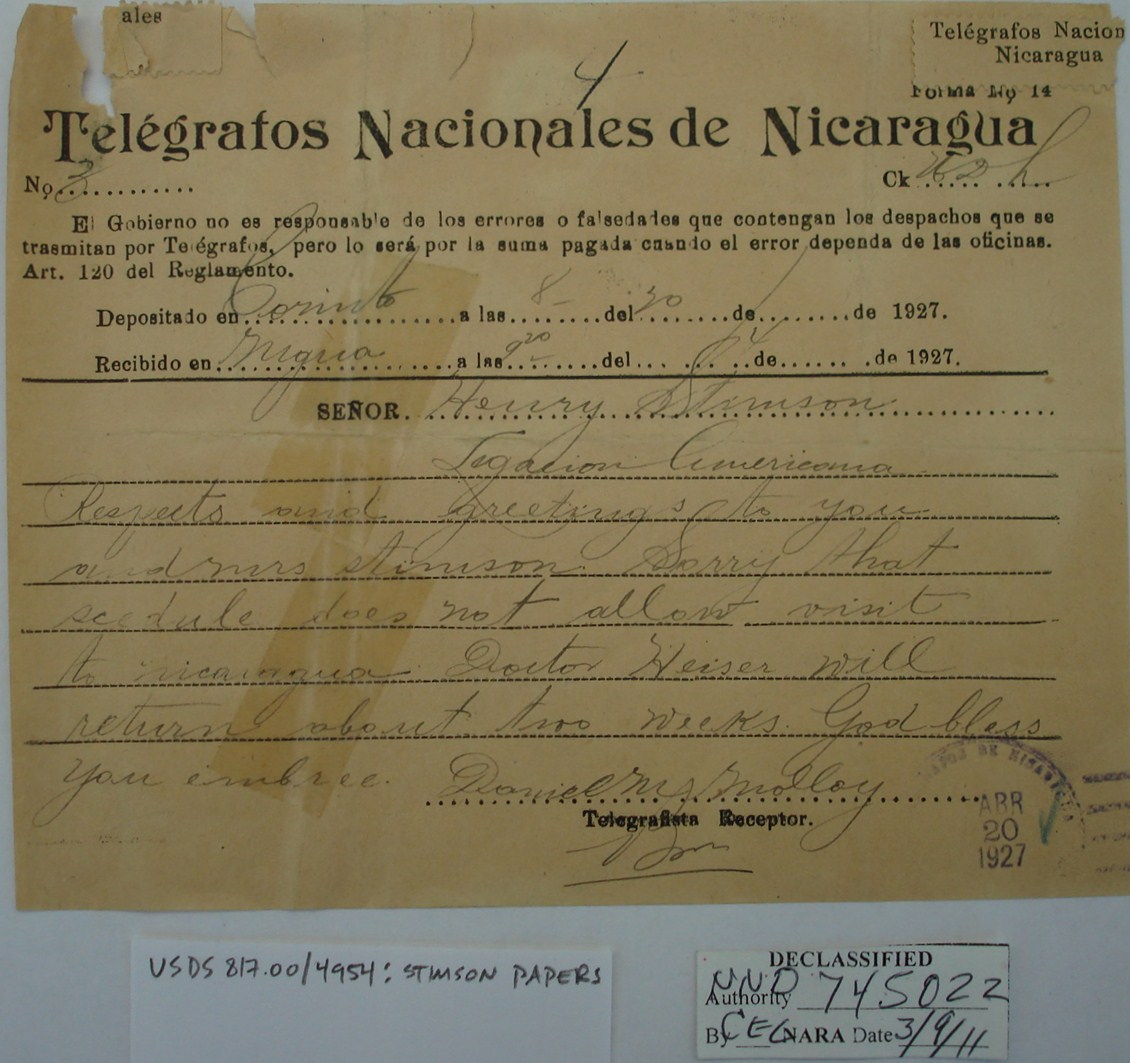 ales
Telégrafos Nacion
Nicaragua
Forma No 14
4
Telégrafos Nacionales de Nicaragua
No 3 Ck
El Gobierno no es responsable de los errores o falsedades que contengan los despachos que se
trasmitan por Telégrafos, pero lo será por la suma pagada cuando el error dependa de las oficinas.
Art. 120 del Reglamento.
Depositado en Corinto a las 8 del 20 de de 1927.
Recibido en Mgua a las 9 20 del de de 1927.
SEÑOR. Henry Stimson
Legacion Americana
Respects and greetings to you
and mrs stimson. Sorry that
scedule does not allow visit
to nicaragua Doctor Heiser will
return about two weeks. God bless
you embree. Daniel Molloy
Telegrafista Receptor.
ABR
20
1927
USDS 817.00/4954: STIMSON PAPERS
DECLASSIFIED
Authority NND 745022
By CEC NARA Date 3/9/11